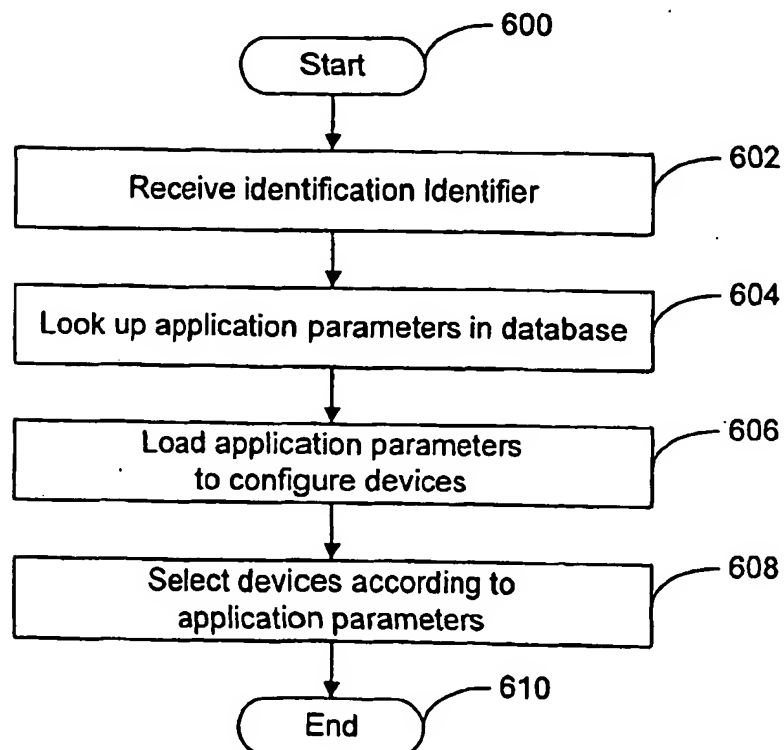 600
Start
602
Receive identification Identifier
604
Look up application parameters in database
606
Load application parameters
to configure devices
608
Select devices according to
application parameters
610
End